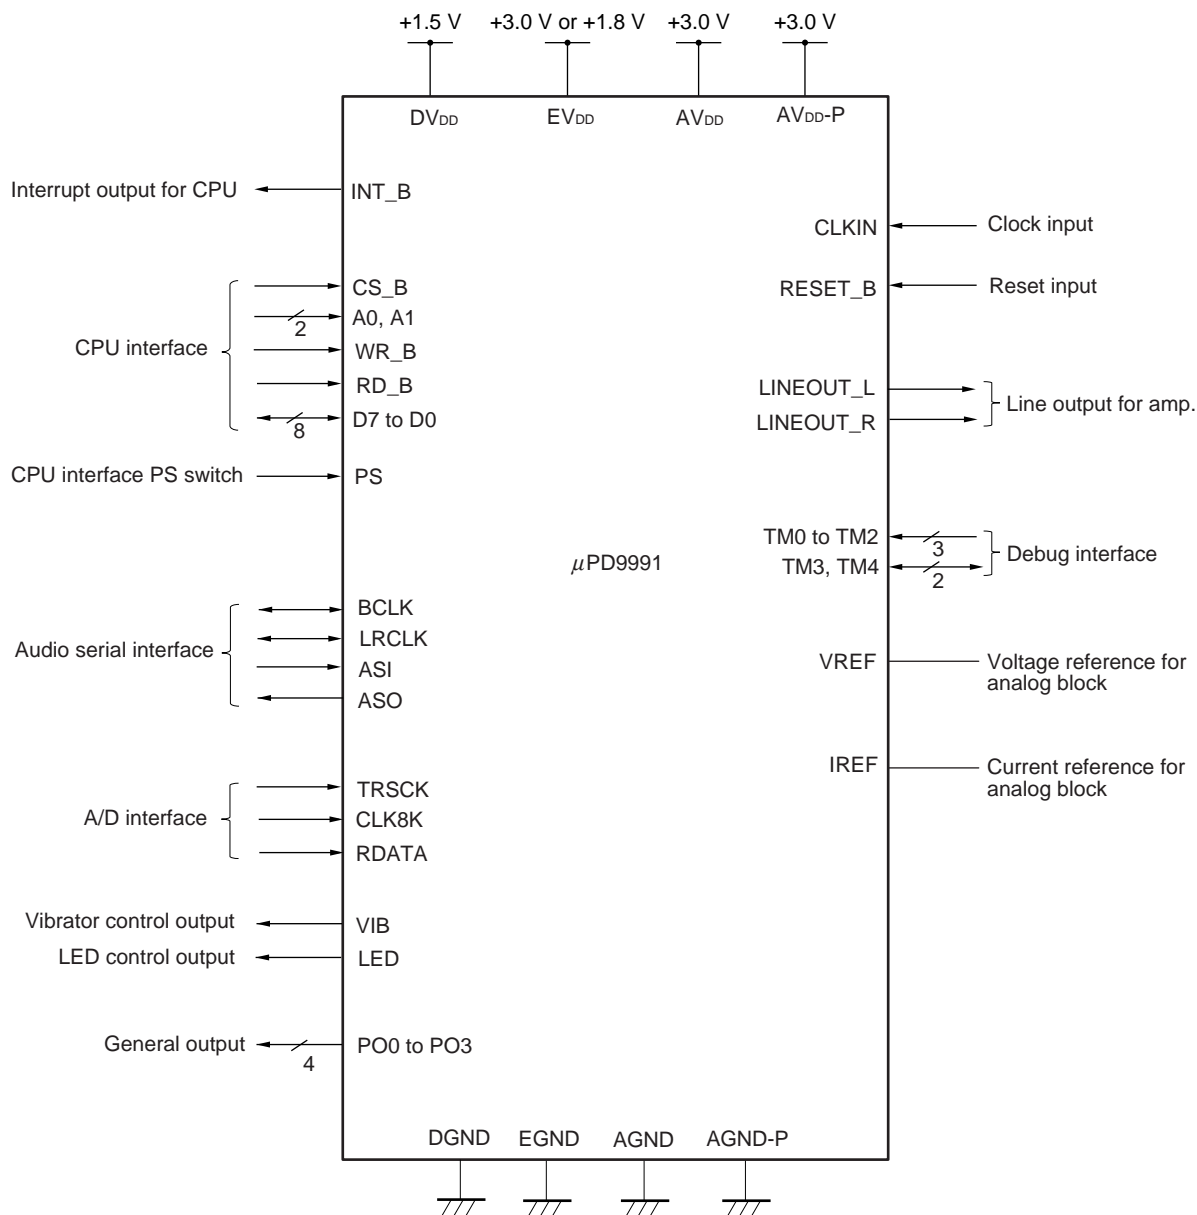 +1.5 V
+3.0 V or +1.8 V
+3.0 V
+3.0 V
DVDD
EVDD
AVDD
AVDD-P
Interrupt output for CPU
INT_B
CLKIN
Clock input
CS_B
RESET_B
Reset input
2
A0, A1
CPU interface
WR_B
RD_B
LINEOUT_L
Line output for amp.
8
D7 to D0
LINEOUT_R
CPU interface PS switch
PS
TM0 to TM2
3
Debug interface
μPD9991
TM3, TM4
2
BCLK
Audio serial interface
LRCLK
ASI
VREF
Voltage reference for
analog block
ASO
IREF
Current reference for
analog block
TRSCK
A/D interface
CLK8K
RDATA
Vibrator control output
VIB
LED control output
LED
General output
4
PO0 to PO3
DGND
EGND
AGND
AGND-P